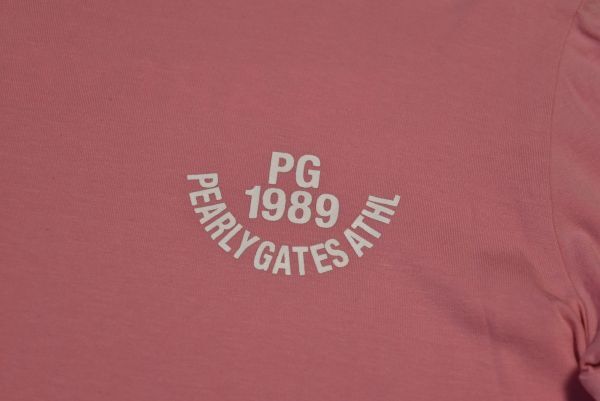 PG
1989
PEARLY GATES ATHL